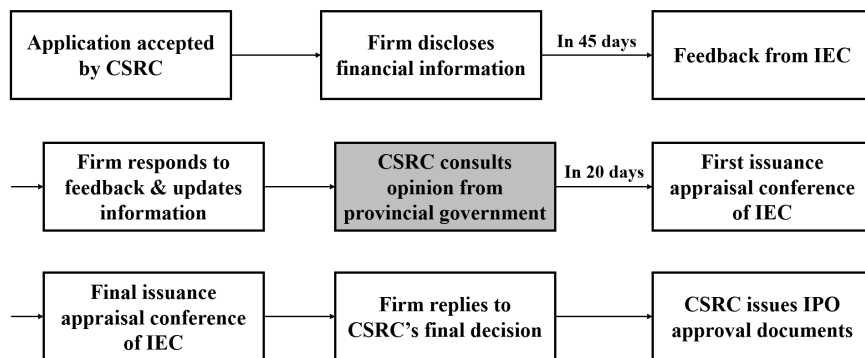 Application accepted
by CSRC
Firm discloses
financial information
In 45 days
Feedback from IEC
Firm responds to
feedback & updates
information
CSRC consults
opinion from
provincial government
In 20 days
First issuance
appraisal conference
of IEC
Final issuance
appraisal conference
of IEC
Firm replies to
CSRC's final decision
CSRC issues IPO
approval documents